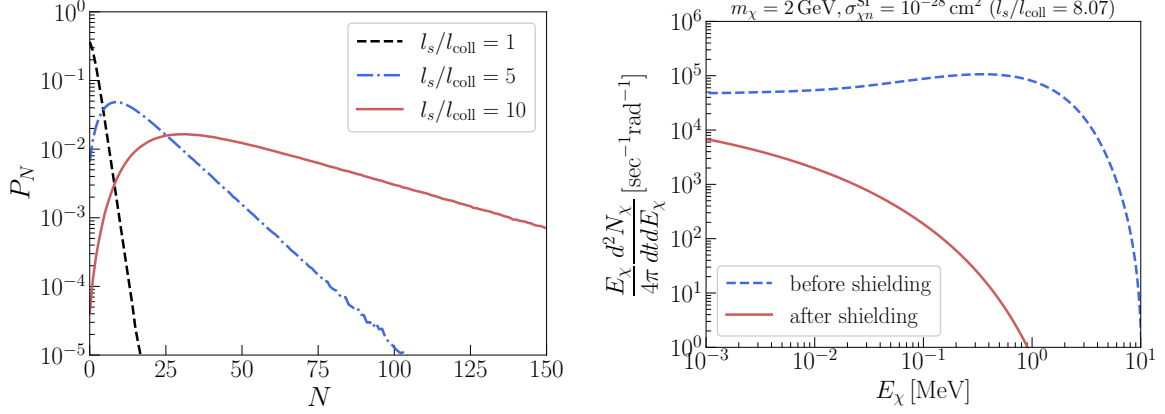 10^0
10^{-1}
10^{-2}
10^{-3}
10^{-4}
10^{-5}
P_N
l_s/l_coll = 1
l_s/l_coll = 5
l_s/l_coll = 10
0 25 50 75 100 125 150
N
m_χ = 2 GeV, σ_{χn}^{SI} = 10^{-28} cm^2 (l_s/l_coll = 8.07)
10^6
10^5
10^4
10^3
10^2
10^1
10^0
E_χ/4π d^2N_χ/dtdE_χ [sec^{-1}rad^{-1}]
before shielding
after shielding
10^{-3} 10^{-2} 10^{-1} 10^0 10^1
E_χ [MeV]